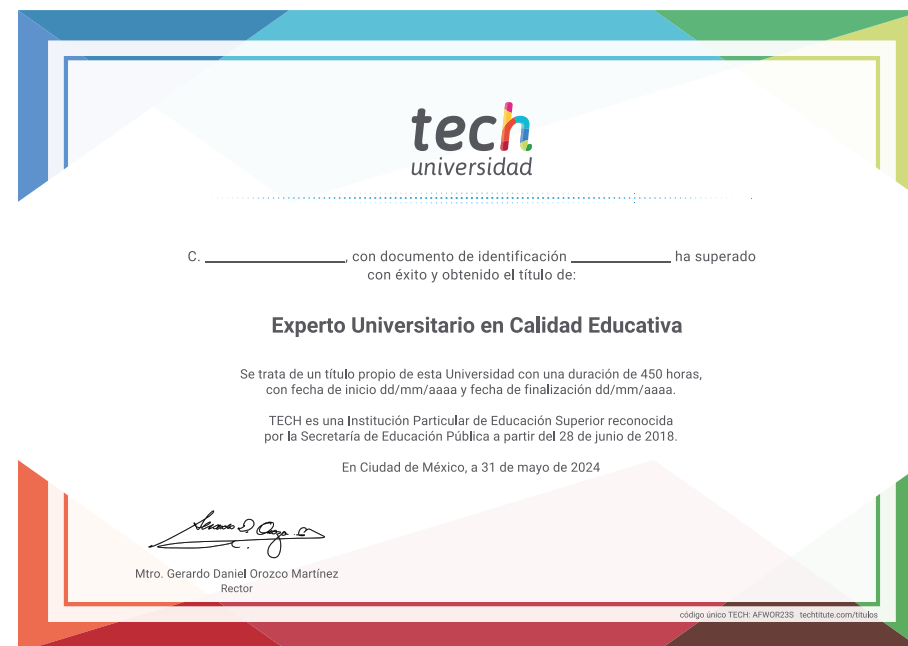 tech
universidad
C. ____________, con documento de identificación ____________ ha superado
con éxito y obtenido el título de:
Experto Universitario en Calidad Educativa
Se trata de un título propio de esta Universidad con una duración de 450 horas,
con fecha de inicio dd/mm/aaaa y fecha de finalización dd/mm/aaaa.
TECH es una Institución Particular de Educación Superior reconocida
por la Secretaría de Educación Pública a partir del 28 de junio de 2018.
En Ciudad de México, a 31 de mayo de 2024
Mtro. Gerardo Daniel Orozco Martínez
Rector
código único TECH: AFWOR23S techtitute.com/titulos